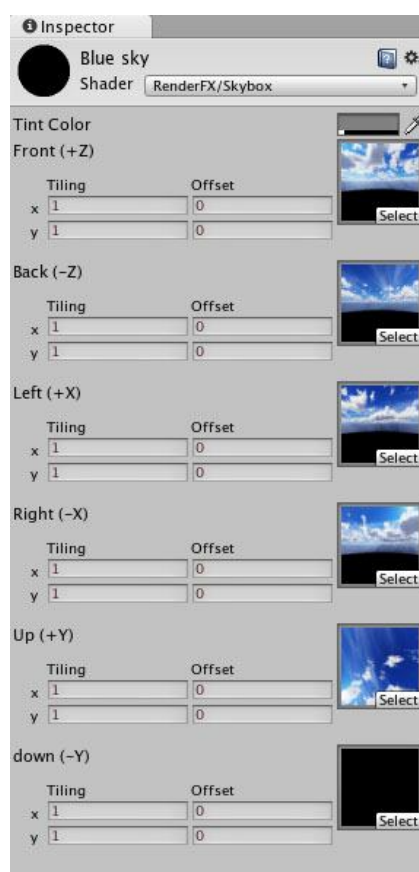 Inspector
Blue sky
Shader RenderFX/Skybox
Tint Color
Front (+Z)
Tiling Offset
x 1 0
y 1 0
Select
Back (-Z)
Tiling Offset
x 1 0
y 1 0
Select
Left (+X)
Tiling Offset
x 1 0
y 1 0
Select
Right (-X)
Tiling Offset
x 1 0
y 1 0
Select
Up (+Y)
Tiling Offset
x 1 0
y 1 0
Select
down (-Y)
Tiling Offset
x 1 0
y 1 0
Select